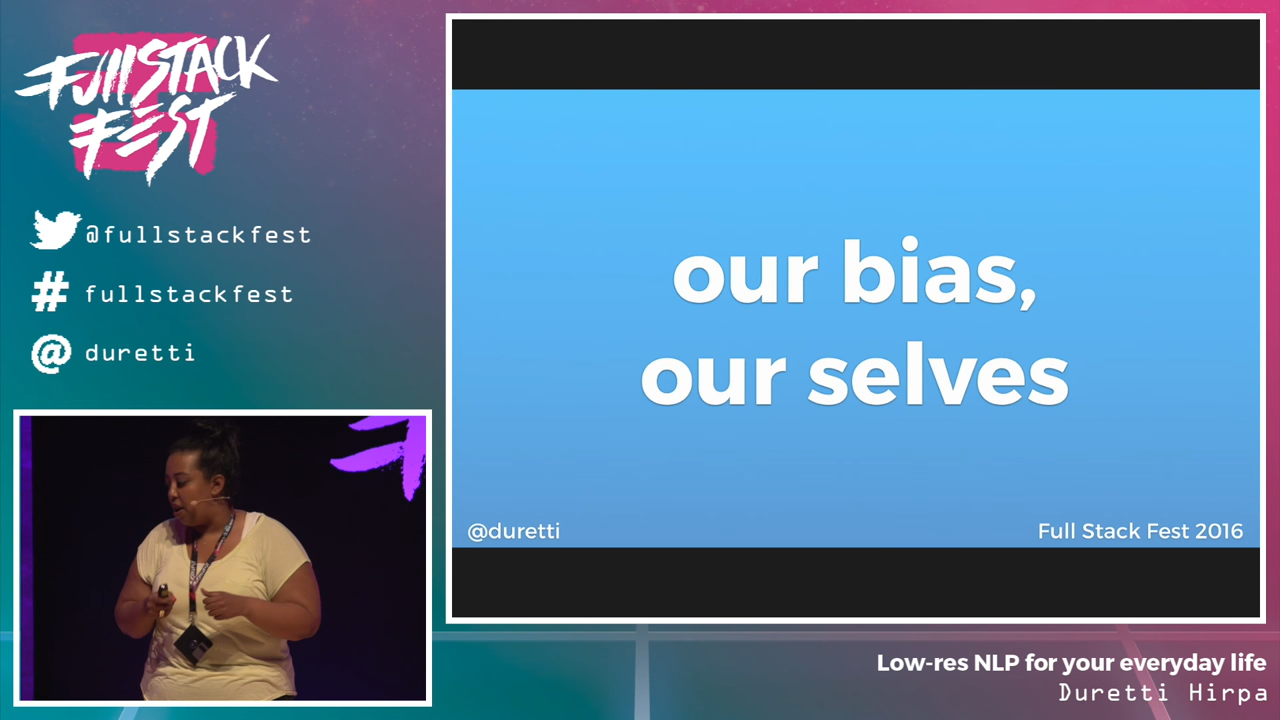 Full STACK
FEST
@fullstackfest
# fullstackfest
@ duretti
our bias,
our selves
@duretti
Full Stack Fest 2016
Low-res NLP for your everyday life
Duretti Hirpa